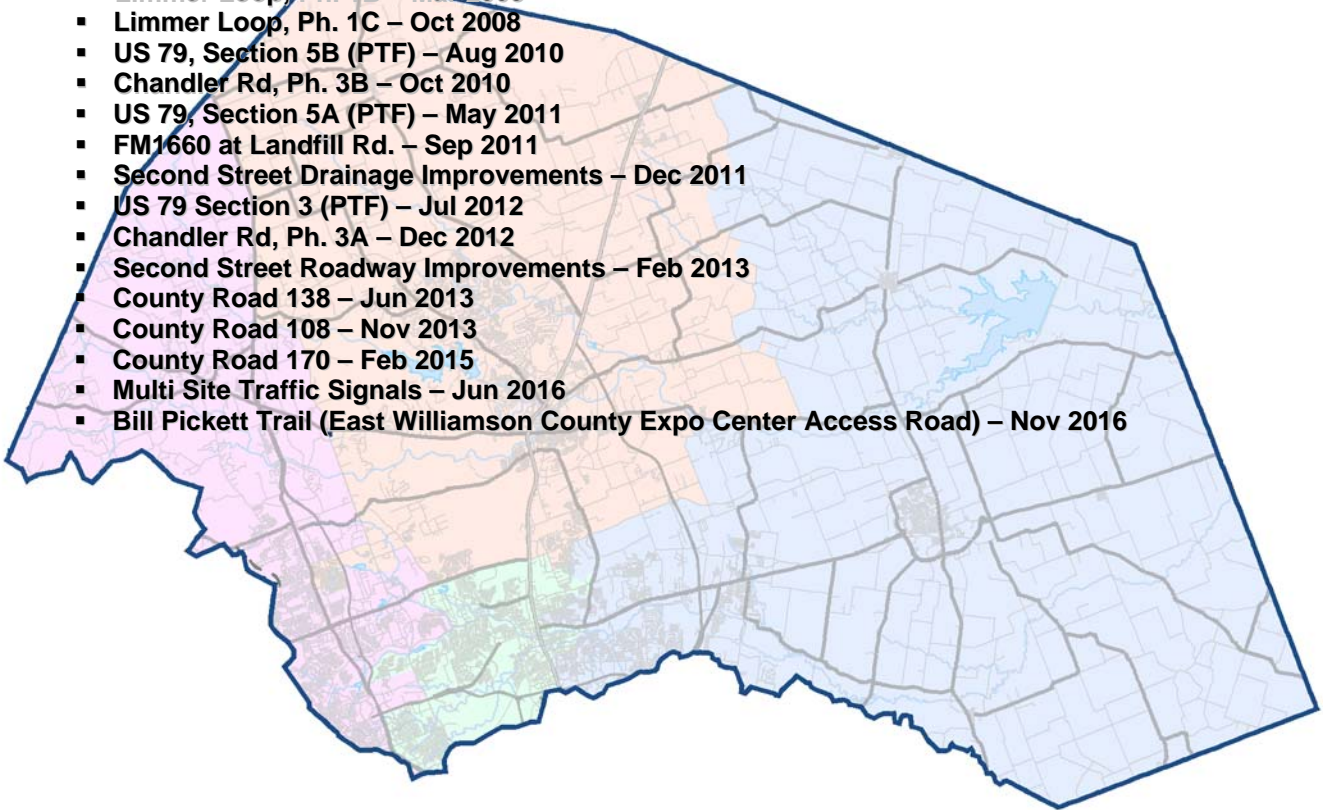 ▪ Limmer Loop, Ph. 1C – Oct 2008
▪ US 79, Section 5B (PTF) – Aug 2010
▪ Chandler Rd, Ph. 3B – Oct 2010
▪ US 79, Section 5A (PTF) – May 2011
▪ FM1660 at Landfill Rd. – Sep 2011
▪ Second Street Drainage Improvements – Dec 2011
▪ US 79 Section 3 (PTF) – Jul 2012
▪ Chandler Rd, Ph. 3A – Dec 2012
▪ Second Street Roadway Improvements – Feb 2013
▪ County Road 138 – Jun 2013
▪ County Road 108 – Nov 2013
▪ County Road 170 – Feb 2015
▪ Multi Site Traffic Signals – Jun 2016
▪ Bill Pickett Trail (East Williamson County Expo Center Access Road) – Nov 2016